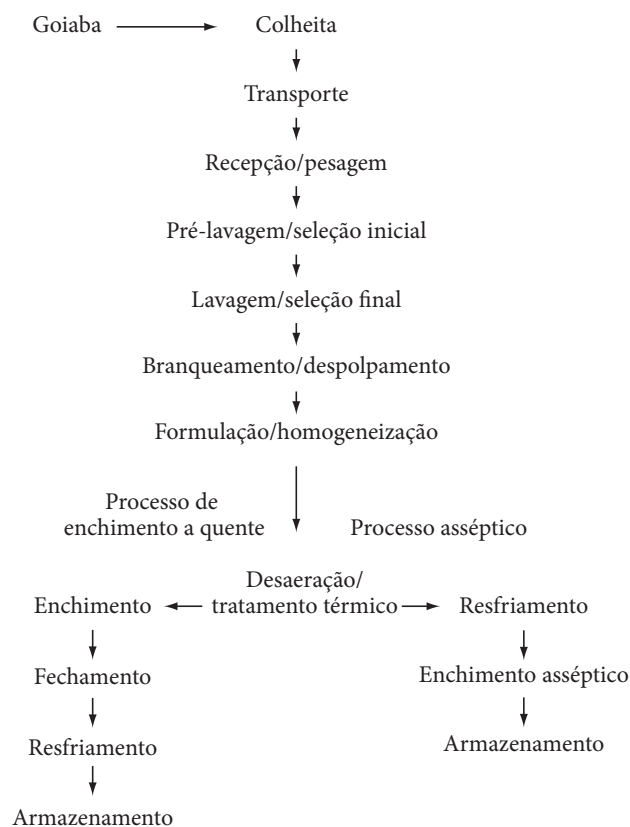 Goiaba
Colheita
Transporte
Recepção/pesagem
Pré-lavagem/seleção inicial
Lavagem/seleção final
Branqueamento/despolpamento
Formulação/homogeneização
Processo de
enchimento a quente
Processo asséptico
Desaeração/
tratamento térmico
Enchimento
Fechamento
Resfriamento
Armazenamento
Resfriamento
Enchimento asséptico
Armazenamento